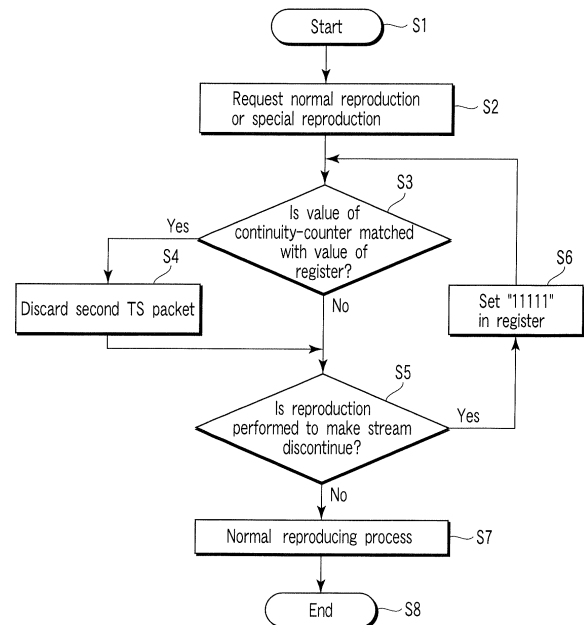 Start
S1
Request normal reproduction
or special reproduction
S2
S3
Is value of
continuity-counter matched
with value of
register?
Yes
S4
Discard second TS packet
No
S6
Set "11111"
in register
S5
Is reproduction
performed to make stream
discontinue?
Yes
No
Normal reproducing process
S7
End
S8